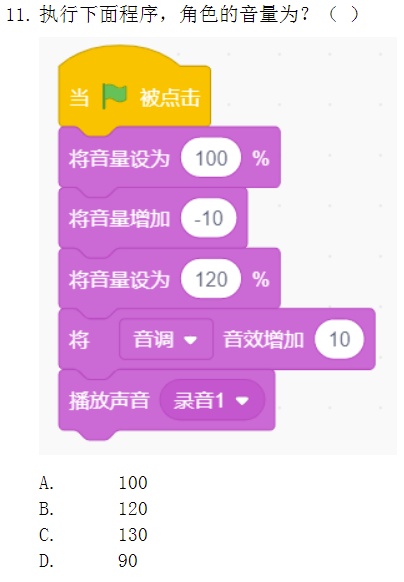 11. 执行下面程序，角色的音量为？（ ）
当 被点击
将音量设为 100 %
将音量增加 -10
将音量设为 120 %
将 音调 音效增加 10
播放声音 录音1
A. 100
B. 120
C. 130
D. 90